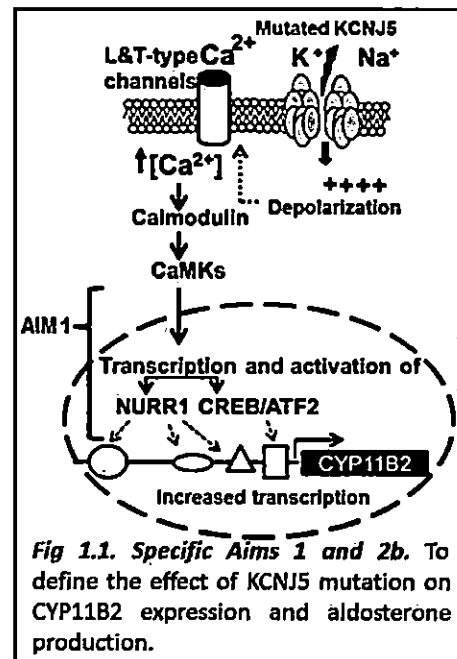 Mutated KCNJ5
L&T-type Ca2+
channels
K+ Na+
↑[Ca2+]
++++
Depolarization
Calmodulin
CaMKs
AIM 1
Transcription and activation of
NURR1 CREB/ATF2
CYP11B2
Increased transcription
Fig 1.1. Specific Aims 1 and 2b. To
define the effect of KCNJ5 mutation on
CYP11B2 expression and aldosterone
production.